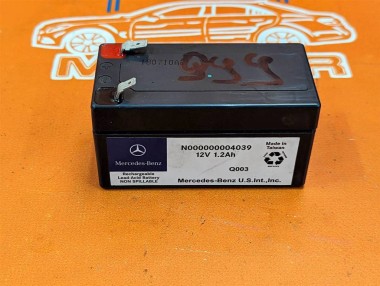 Mercedes-Benz
Rechargeable
Lead Acid Battery
NON SPILLABLE
N000000004039
12V 1.2Ah
Q003
Mercedes-Benz U.S.Int.,Inc.
Made in
Taiwan